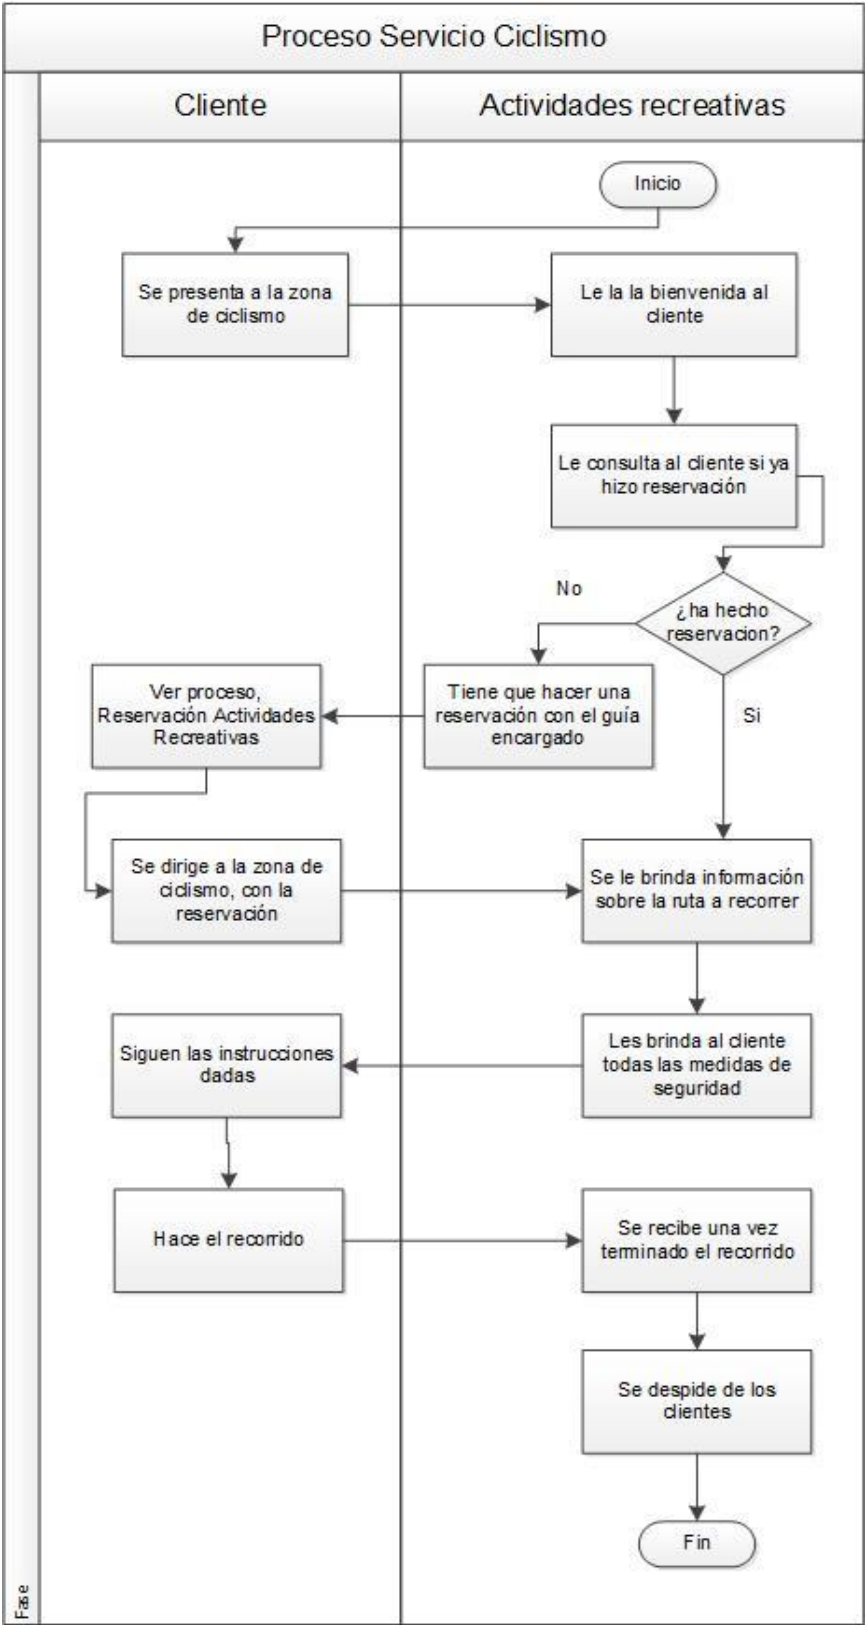 Proceso Servicio Ciclismo
Cliente
Actividades recreativas
Inicio
Se presenta a la zona
de ciclismo
Le la la bienvenida al
cliente
Le consulta al cliente si ya
hizo reservación
¿ha hecho
reservacion?
No
Si
Tiene que hacer una
reservación con el guía
encargado
Ver proceso,
Reservación Actividades
Recreativas
Se dirige a la zona de
ciclismo, con la
reservación
Se le brinda información
sobre la ruta a recorrer
Les brinda al cliente
todas las medidas de
seguridad
Siguen las instrucciones
dadas
Hace el recorrido
Se recibe una vez
terminado el recorrido
Se despide de los
clientes
Fin
Fase